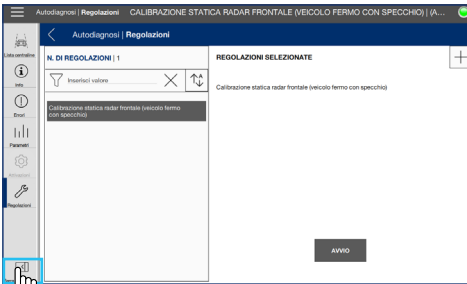 Autodiagnosi | Regolazioni CALIBRAZIONE STATICA RADAR FRONTALE (VEICOLO FERMO CON SPECCHIO) | (A...
Autodiagnosi | Regolazioni
Lista centraline
Info
Errori
Parametri
Attivazioni
Regolazioni
N. DI REGOLAZIONI | 1
Inserisci valore
Calibrazione statica radar frontale (veicolo fermo
con specchio)
REGOLAZIONI SELEZIONATE
Calibrazione statica radar frontale (veicolo fermo con specchio)
AVVIO